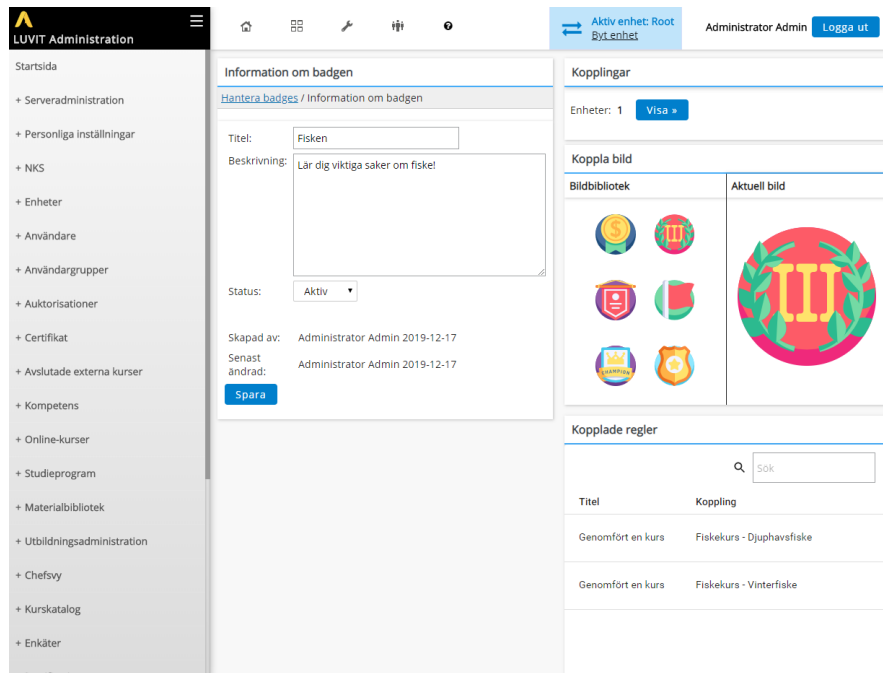 LUVIT Administration
Aktiv enhet: Root
Byt enhet
Administrator Admin
Logga ut
Startsida
+ Serveradministration
+ Personliga inställningar
+ NKS
+ Enheter
+ Användare
+ Användargrupper
+ Auktorisationer
+ Certifikat
+ Avslutade externa kurser
+ Kompetens
+ Online-kurser
+ Studieprogram
+ Materialbibliotek
+ Utbildningsadministration
+ Chefsvy
+ Kurskatalog
+ Enkäter
Information om badgen
Hantera badges / Information om badgen
Titel: Fisken
Beskrivning: Lär dig viktiga saker om fiske!
Status: Aktiv
Skapad av: Administrator Admin 2019-12-17
Senast
ändrad: Administrator Admin 2019-12-17
Spara
Kopplingar
Enheter: 1 Visa »
Koppla bild
Bildbibliotek Aktuell bild
$
III
CHAMPION
III
Kopplade regler
Sök
Titel Koppling
Genomfört en kurs Fiskekurs - Djuphavsfiske
Genomfört en kurs Fiskekurs - Vinterfiske